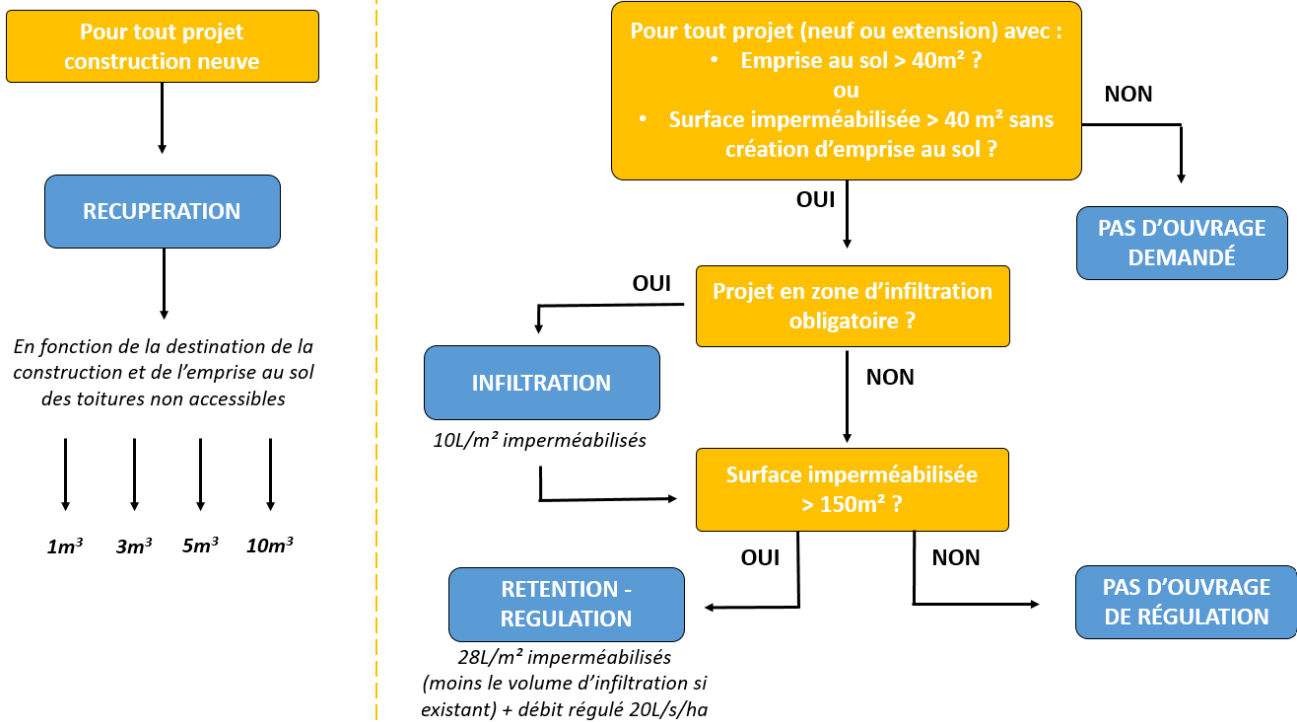 Pour tout projet
construction neuve
RECUPERATION
En fonction de la destination de la
construction et de l'emprise au sol
des toitures non accessibles
1m³ 3m³ 5m³ 10m³
Pour tout projet (neuf ou extension) avec :
• Emprise au sol > 40m² ?
ou
• Surface imperméabilisée > 40 m² sans
création d'emprise au sol ?
NON
PAS D'OUVRAGE
DEMANDÉ
OUI
Projet en zone d'infiltration
obligatoire ?
OUI
INFILTRATION
10L/m² imperméabilisés
NON
Surface imperméabilisée
> 150m² ?
OUI
RETENTION -
REGULATION
28L/m² imperméabilisés
(moins le volume d'infiltration si
existant) + débit régulé 20L/s/ha
NON
PAS D'OUVRAGE
DE RÉGULATION